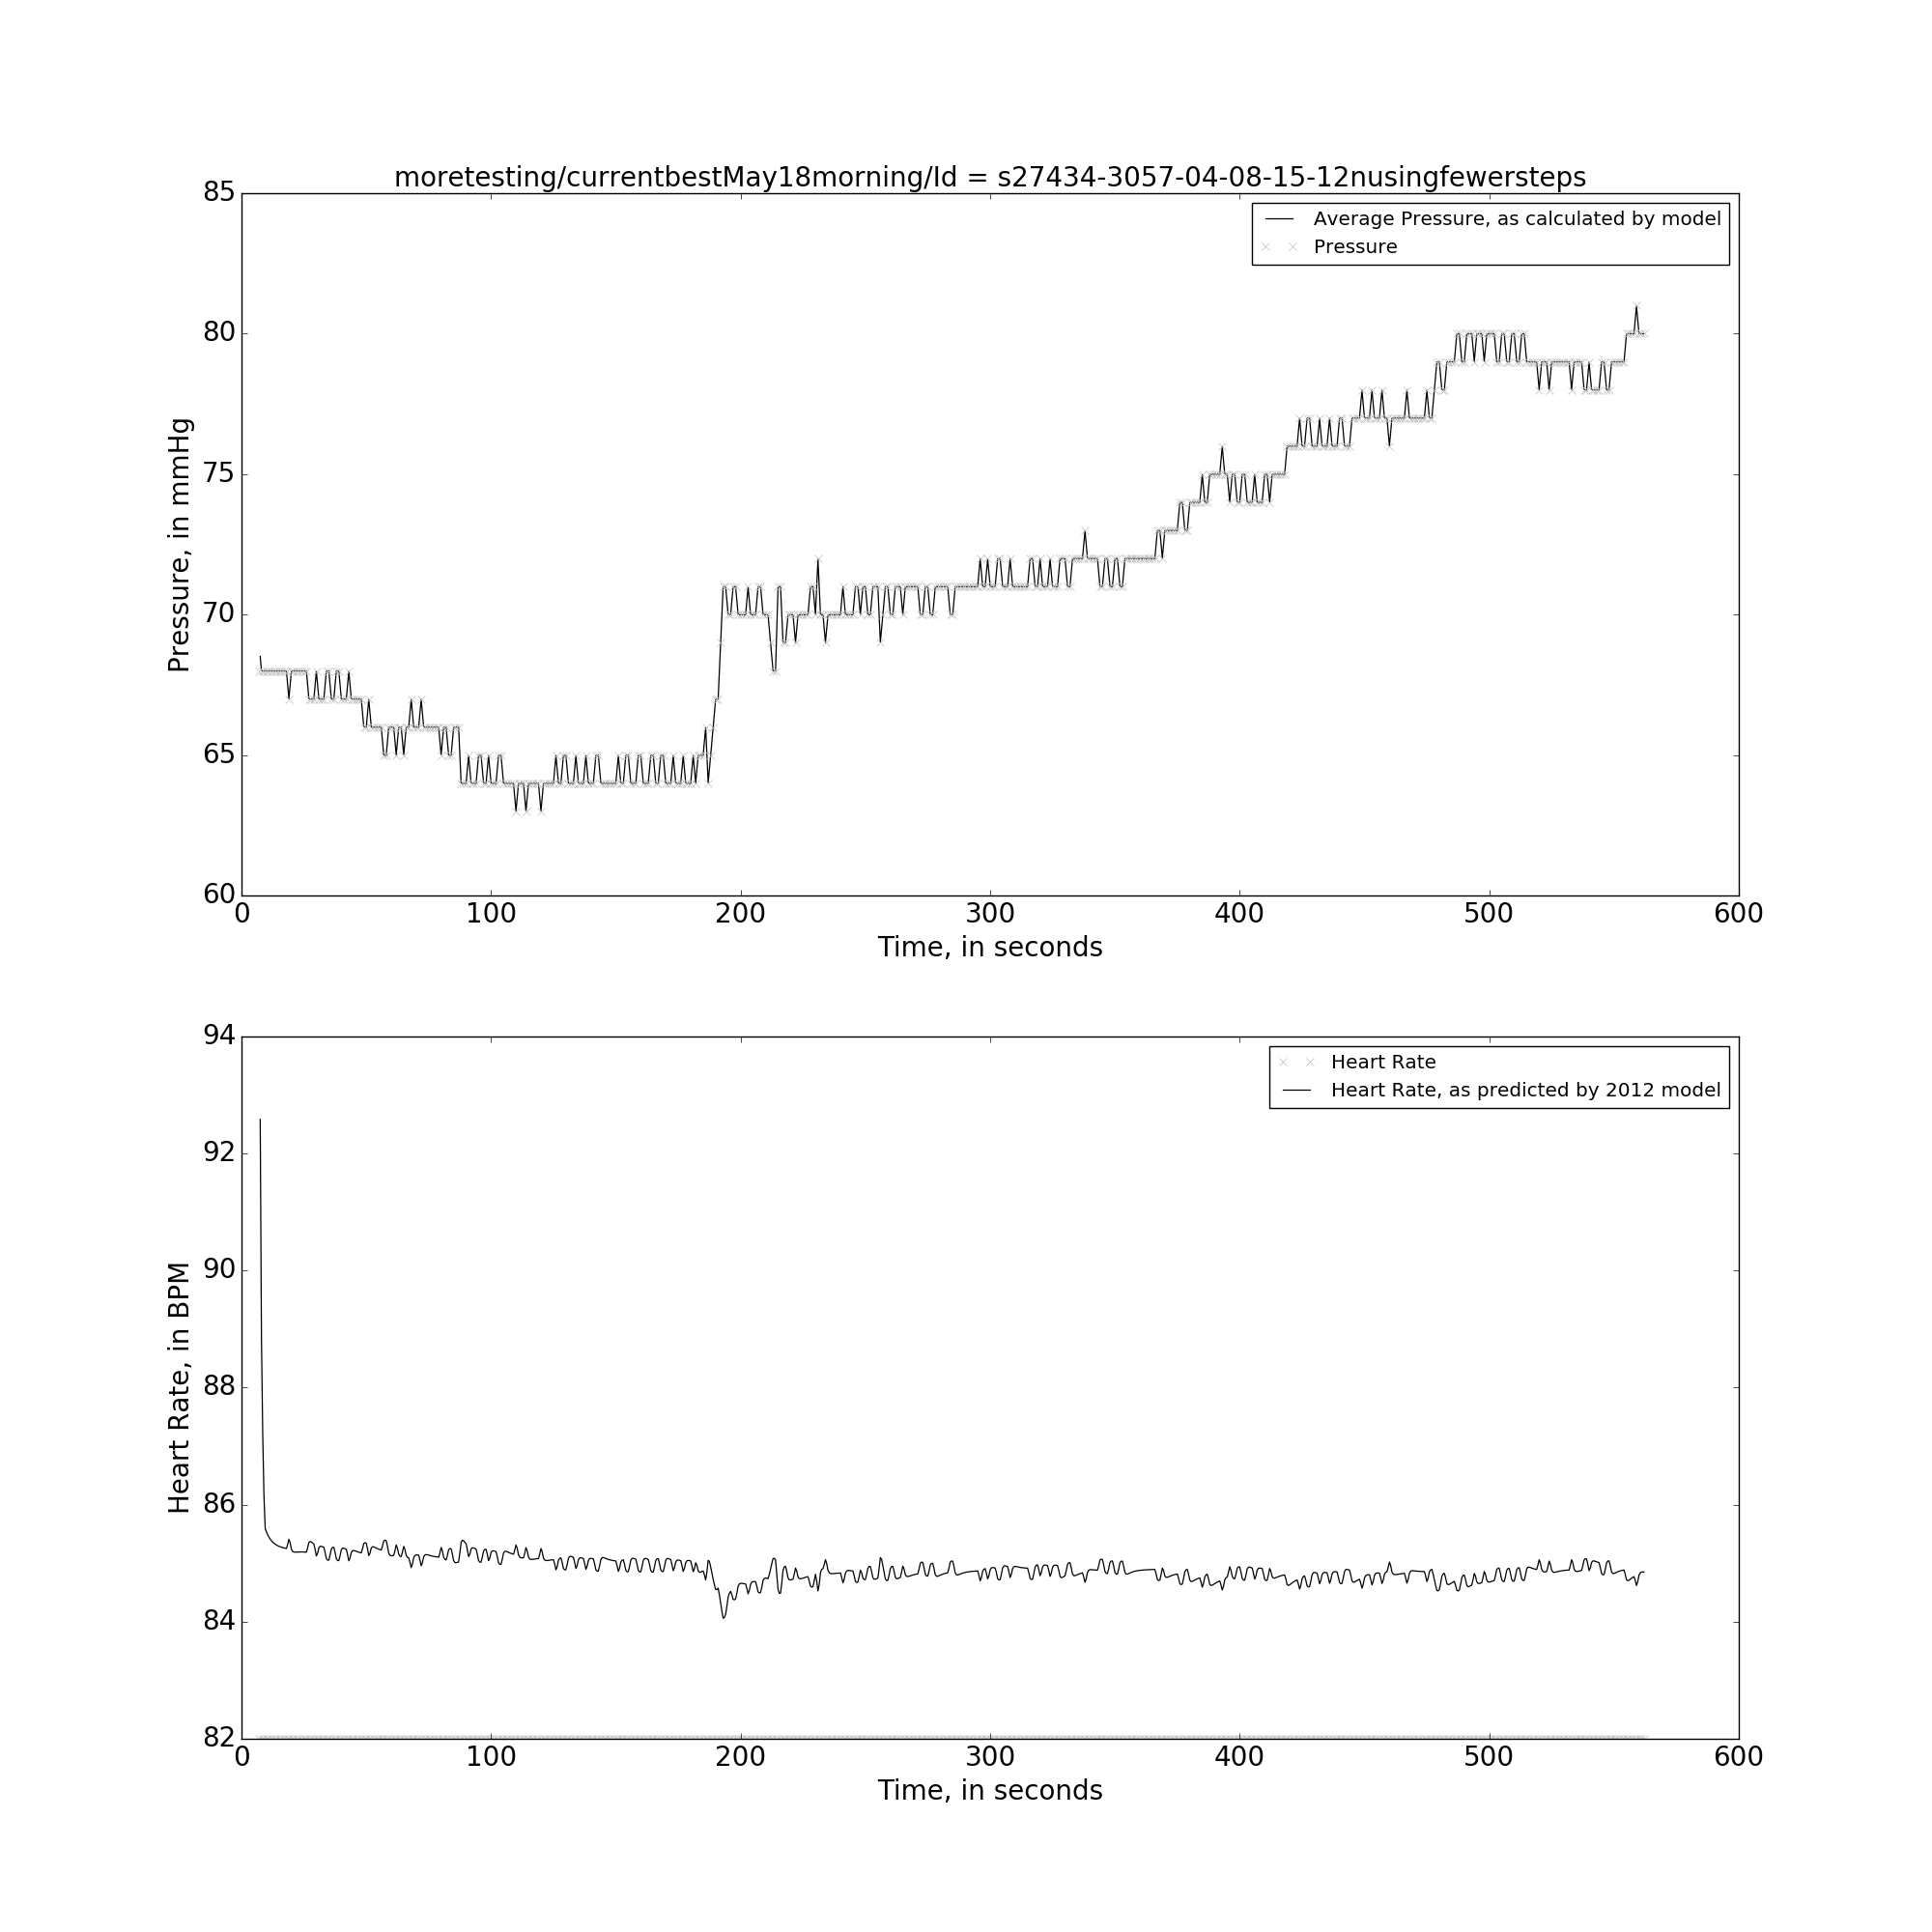 moretesting/currentbestMay18morning/Id = s27434-3057-04-08-15-12nusingfewersteps
85
80
75
70
65
60
Pressure, in mmHg
Average Pressure, as calculated by model
Pressure
0 100 200 300 400 500 600
Time, in seconds
94
92
90
88
86
84
82
Heart Rate, in BPM
Heart Rate
Heart Rate, as predicted by 2012 model
0 100 200 300 400 500 600
Time, in seconds